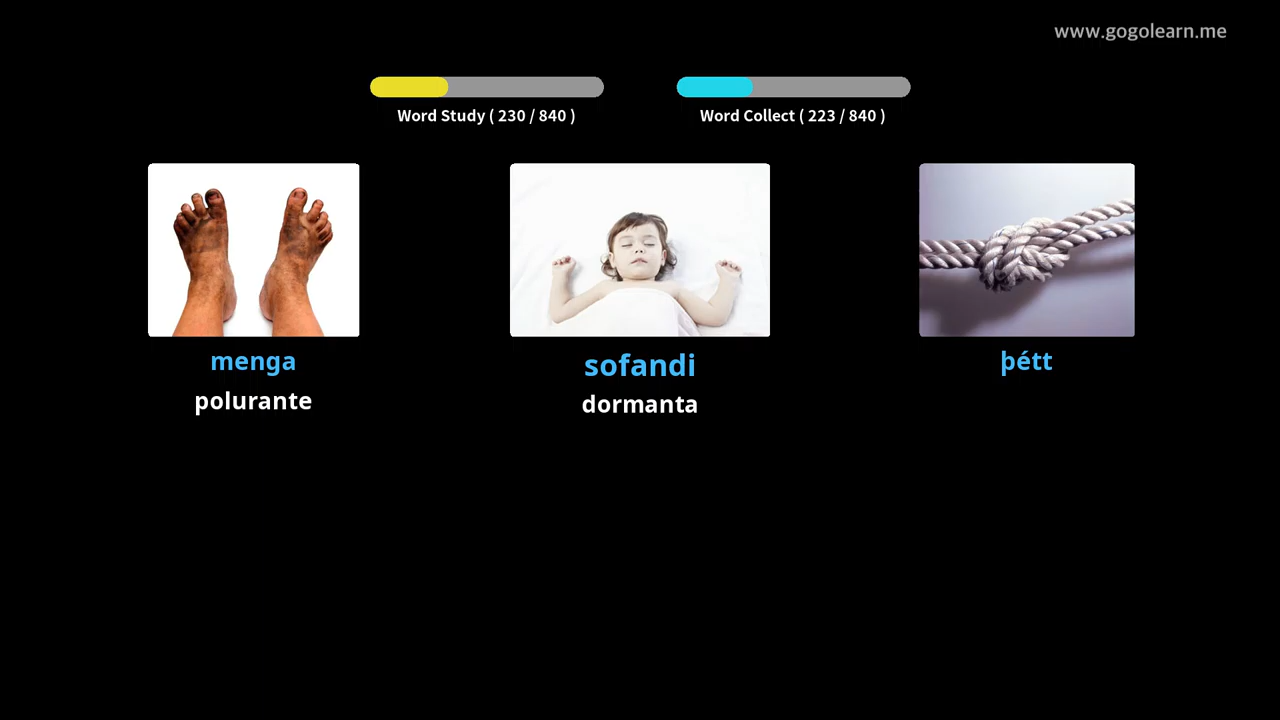 www.gogolearn.me
Word Study ( 230 / 840 )
Word Collect ( 223 / 840 )
menga
polurante
sofandi
dormanta
þétt